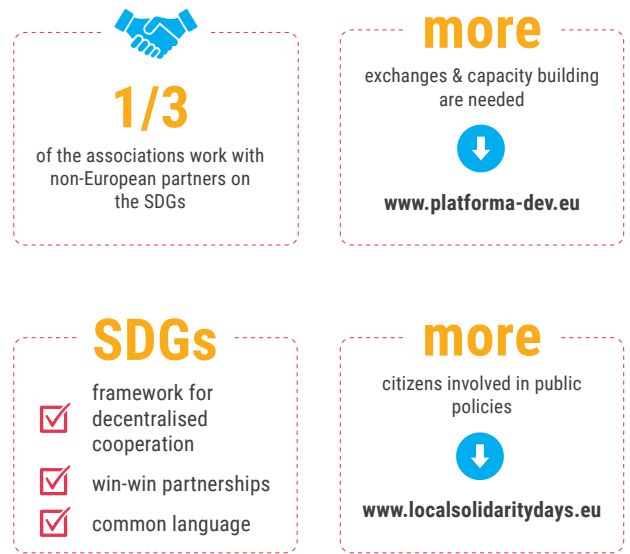 1/3
of the associations work with
non-European partners on
the SDGs
more
exchanges & capacity building
are needed
www.platforma-dev.eu
SDGs
framework for
decentralised
cooperation
win-win partnerships
common language
more
citizens involved in public
policies
www.localsolidaritydays.eu